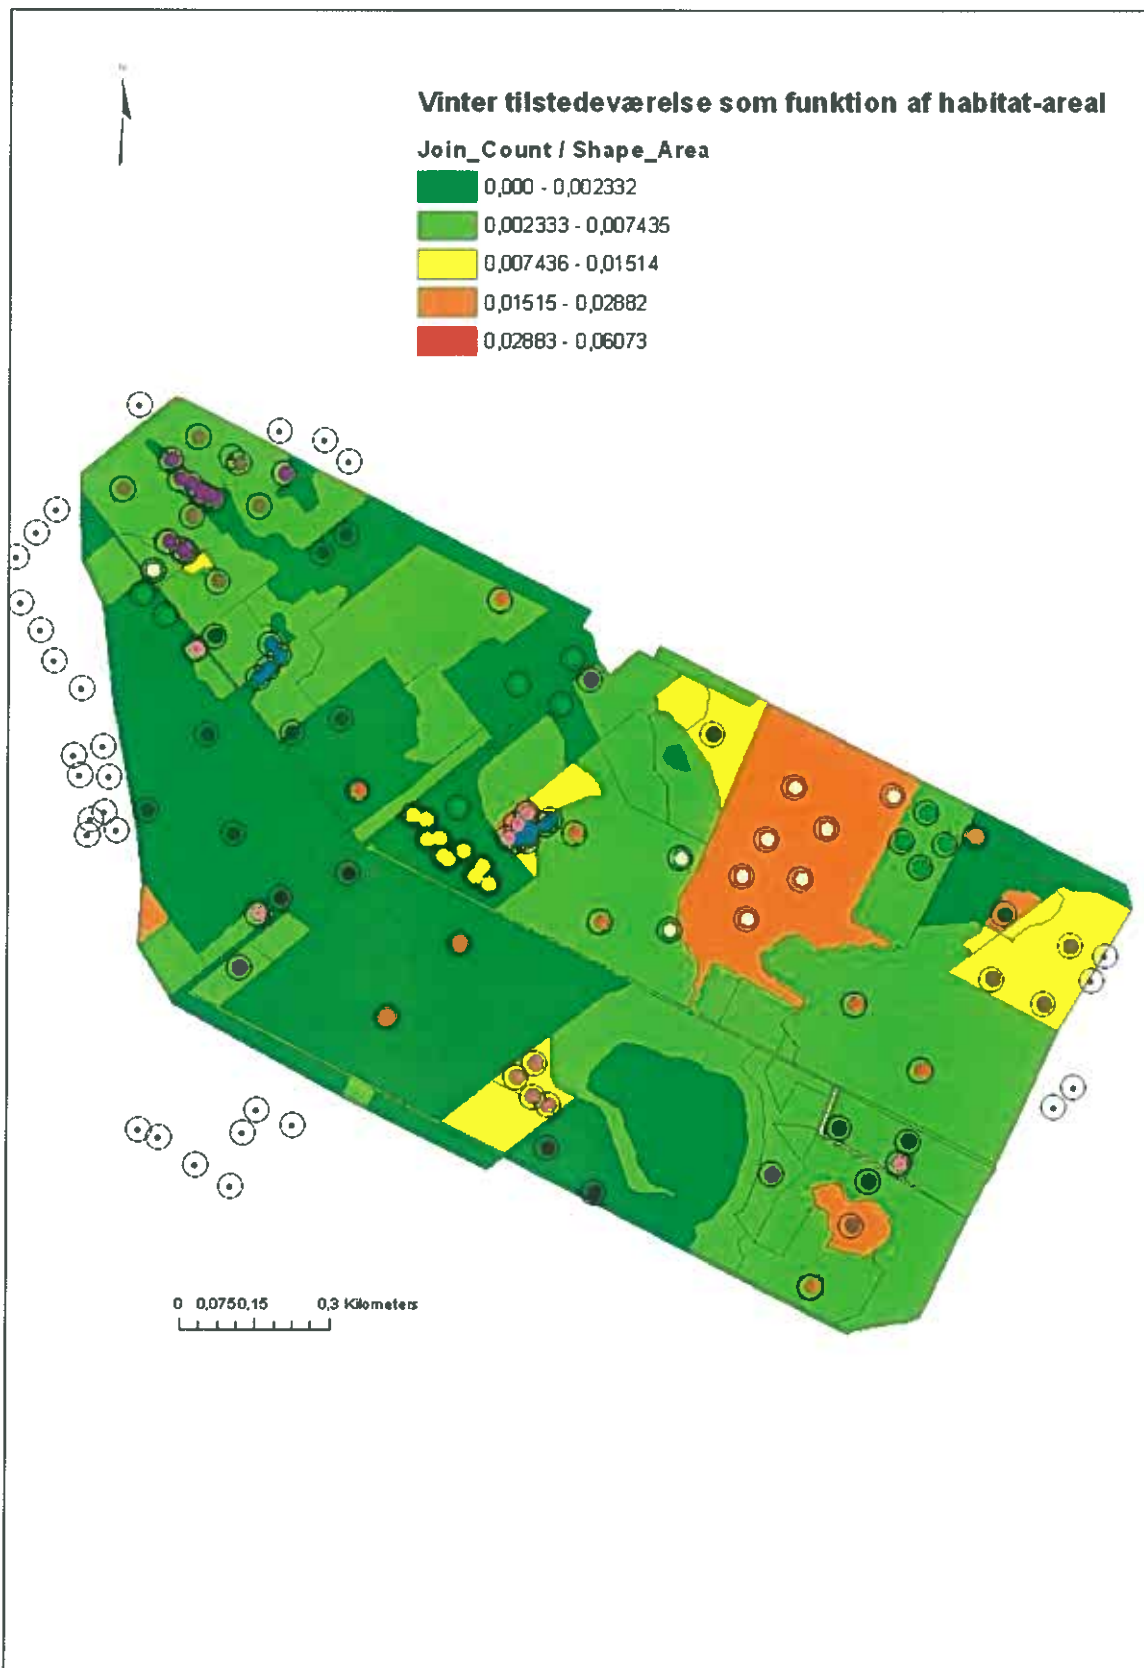 Vinter tilstedeværelse som funktion af habitat-areal
Join_Count / Shape_Area
0,000 - 0,002332
0,002333 - 0,007435
0,007436 - 0,01514
0,01515 - 0,02882
0,02883 - 0,06073
0 0,0750,15 0,3 Kilometers